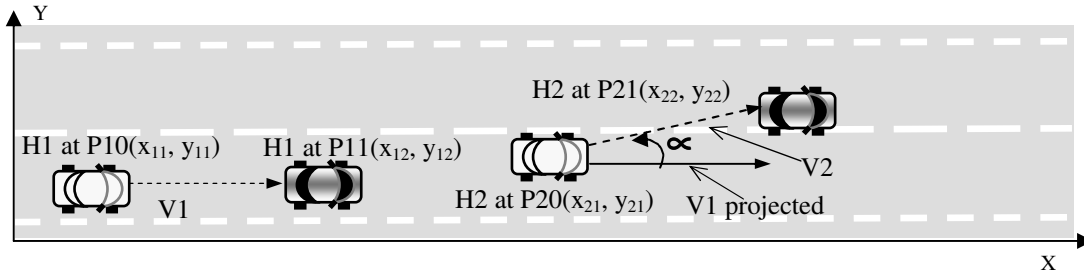 Y
H2 at P21(x₂₂, y₂₂)
H1 at P10(x₁₁, y₁₁)
H1 at P11(x₁₂, y₁₂)
∝
V2
V1
H2 at P20(x₂₁, y₂₁)
V1 projected
X